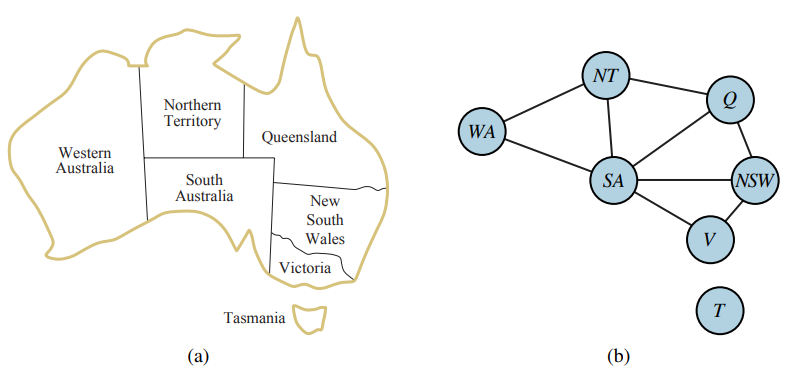 Northern
Territory
Western
Australia
Queensland
South
Australia
New
South
Wales
Victoria
Tasmania
(a)
NT
Q
WA
SA
NSW
V
T
(b)